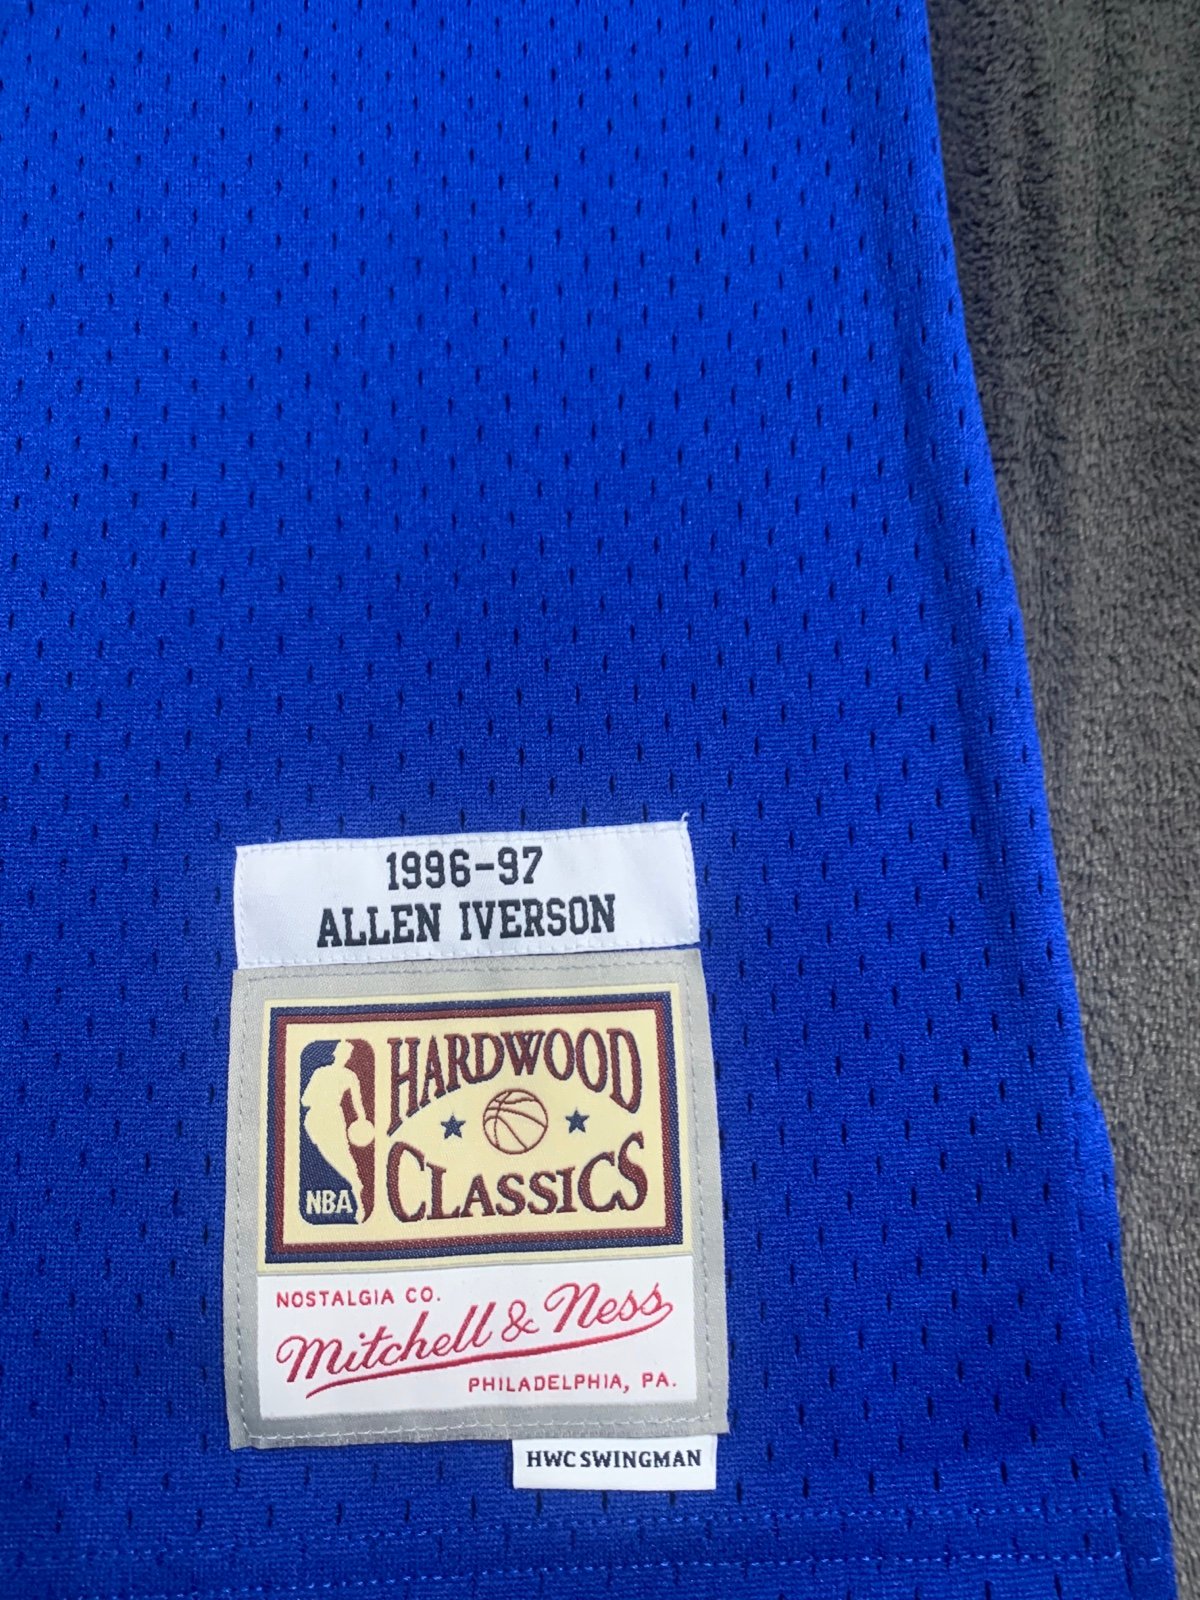 1996-97
ALLEN IVERSON
HARDWOOD
CLASSICS
NBA
NOSTALGIA CO.
Mitchell & Ness
PHILADELPHIA, PA.
HWC SWINGMAN